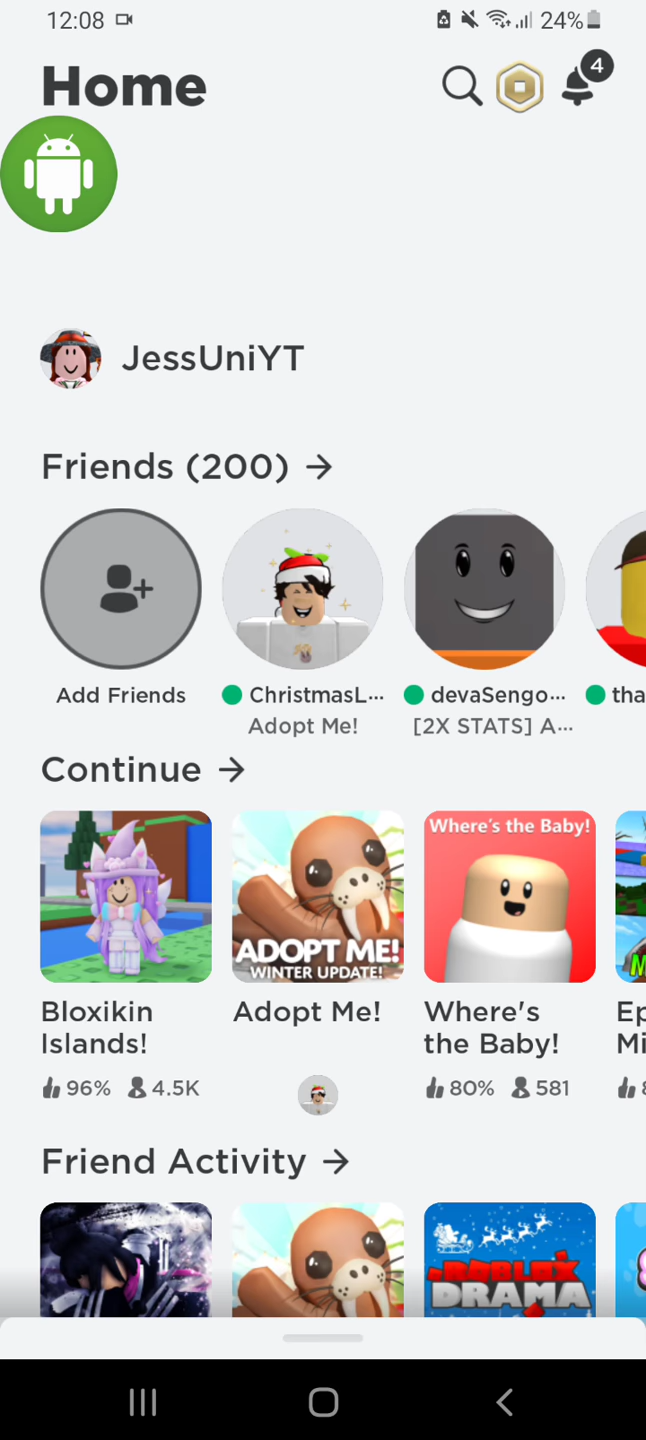 12:08
24%
Home
4
JessUniYT
Friends (200)
Add Friends
ChristmasL...
devaSengo...
tha
Adopt Me!
[2X STATS] A...
Continue
Where's the Baby!
ADOPT ME!
WINTER UPDATE!
M
Bloxikin
Islands!
Adopt Me!
Where's
the Baby!
Ep
Mi
96%
4.5K
80%
581
8
Friend Activity
ROBLOX
DRAMA